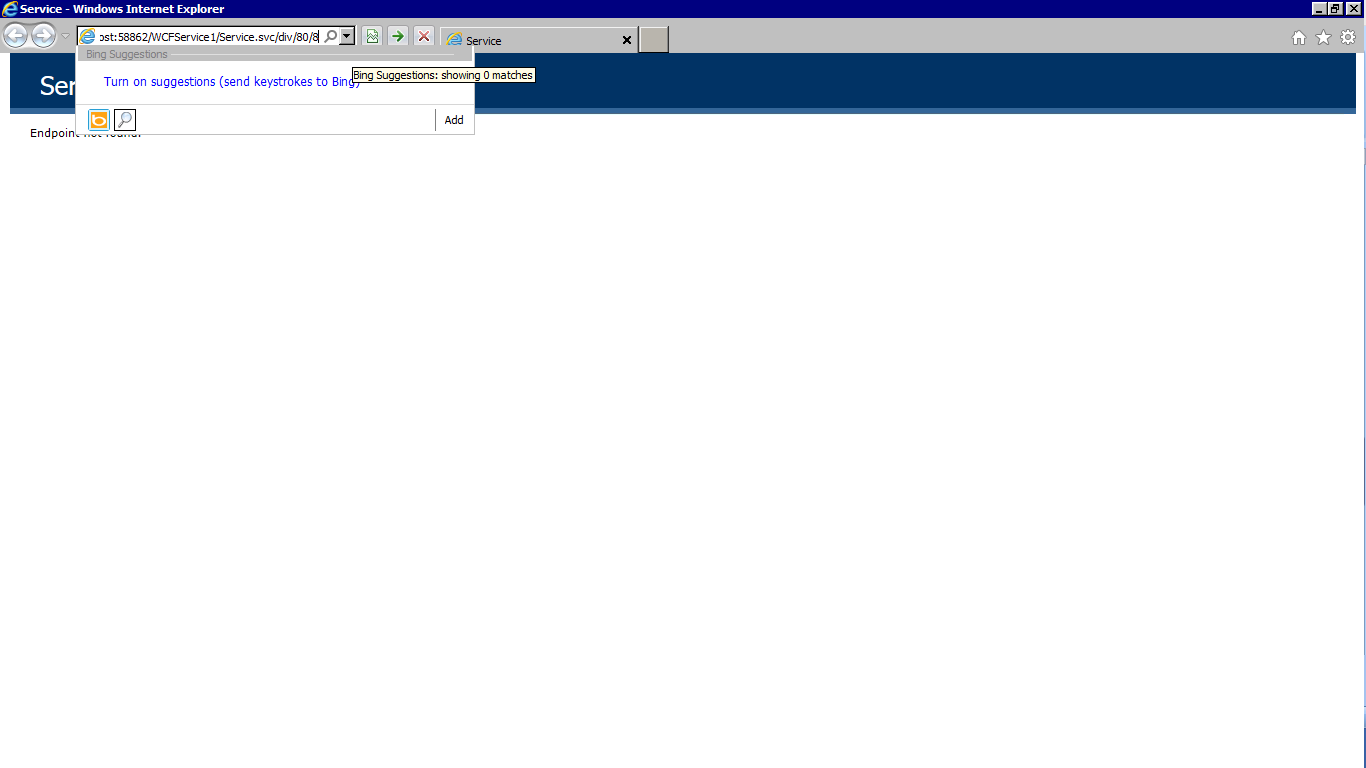 Service - Windows Internet Explorer
ost:58862/WCFService1/Service.svc/div/80/8
Service
Bing Suggestions
Bing Suggestions: showing 0 matches
Turn on suggestions (send keystrokes to Bing)
Ser
Add
Endpoint not found.